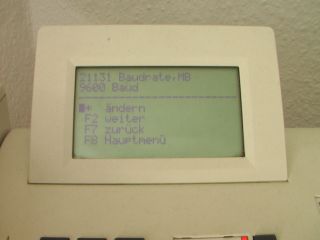 21131 Baudrate,MB
9600 Baud
* ändern
F2 weiter
F7 zurück
F8 Hauptmenü